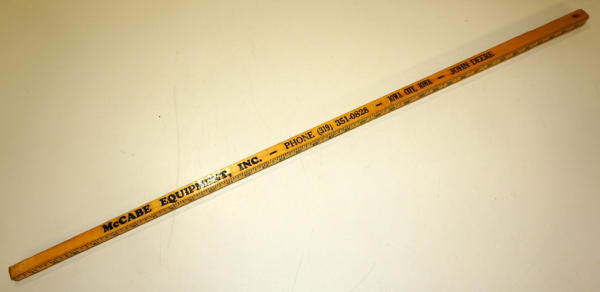 McCABE EQUIPMENT, INC. — PHONE (319) 351-0828 — IOWA CITY, IOWA — JOHN DEERE